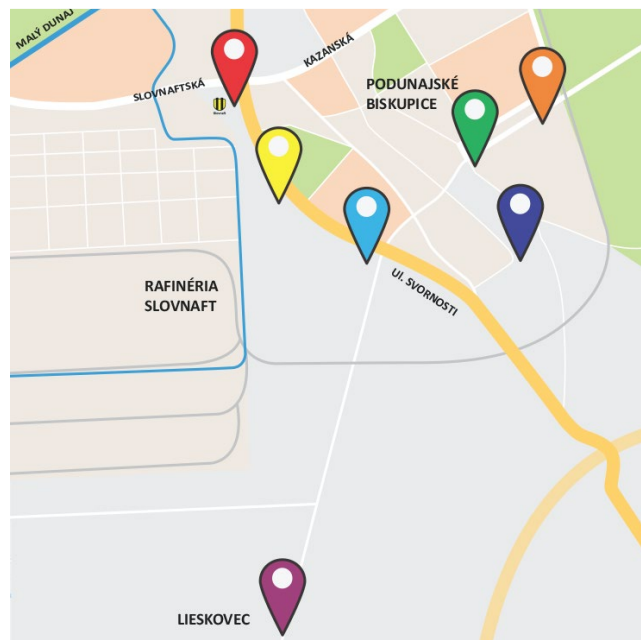 MALÝ DUNAJ
SLOVNAFTSKÁ
KAZANSKÁ
PODUNAJSKÉ
BISKUPICE
RAFINÉRIA
SLOVNAFT
UL. SVORNOSTI
LIESKOVEC